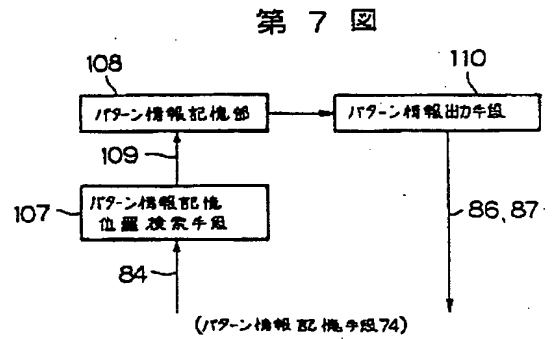 第 7 図
108
110
パターン情報記憶部
パターン情報出力手段
109
107
パターン情報記憶
位置検索手段
86, 87
84
(パターン情報記憶手段74)